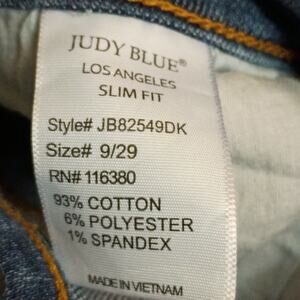 JUDY BLUE®
LOS ANGELES
SLIM FIT
Style# JB82549DK
Size# 9/29
RN# 116380
93% COTTON
6% POLYESTER
1% SPANDEX
MADE IN VIETNAM